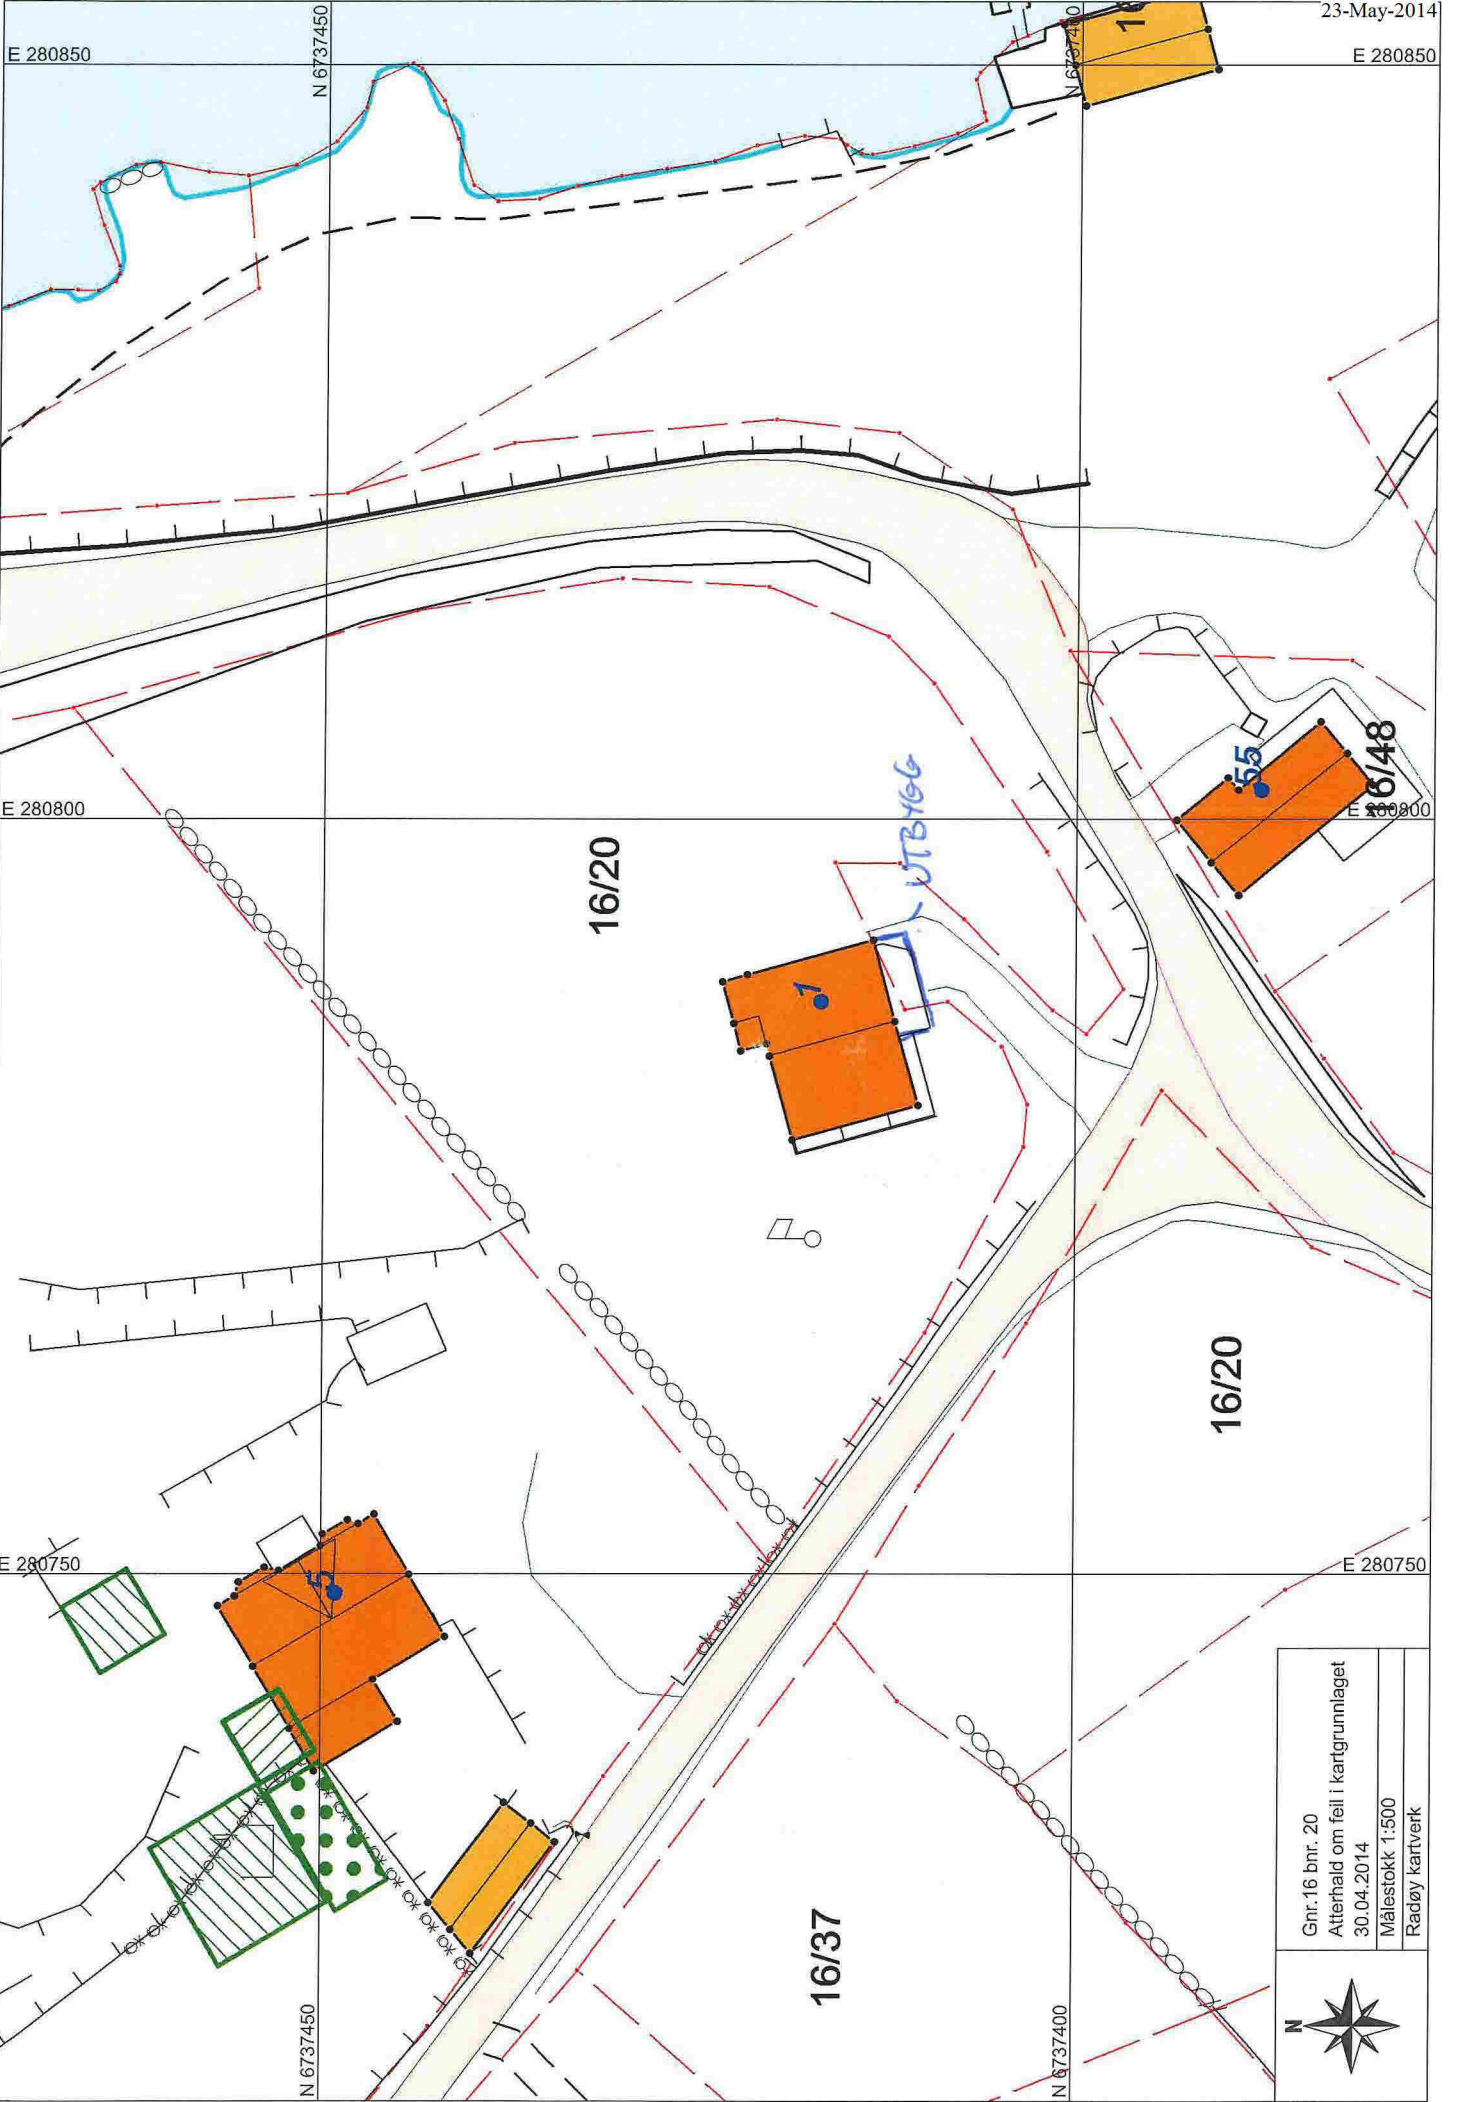 23-May-2014
E 280850
N 6737450
N 6737400
E 280850
E 280800
16/20
UTBYGG
1
55
16/48
E 280800
16/20
E 280750
5
E 280750
16/37
N 6737450
N 6737400
Gnr.16 bnr. 20
Atterhald om feil i kartgrunnlaget
30.04.2014
Målestokk 1:500
Radøy kartverk
N